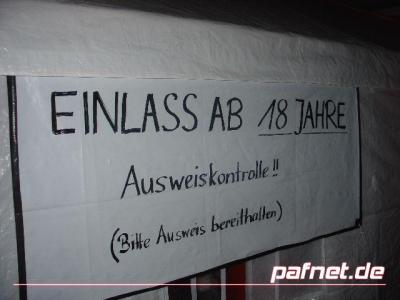 EINLASS AB 18 JAHRE
Ausweiskontrolle!!
(Bitte Ausweis bereithalten)
pafnet.de